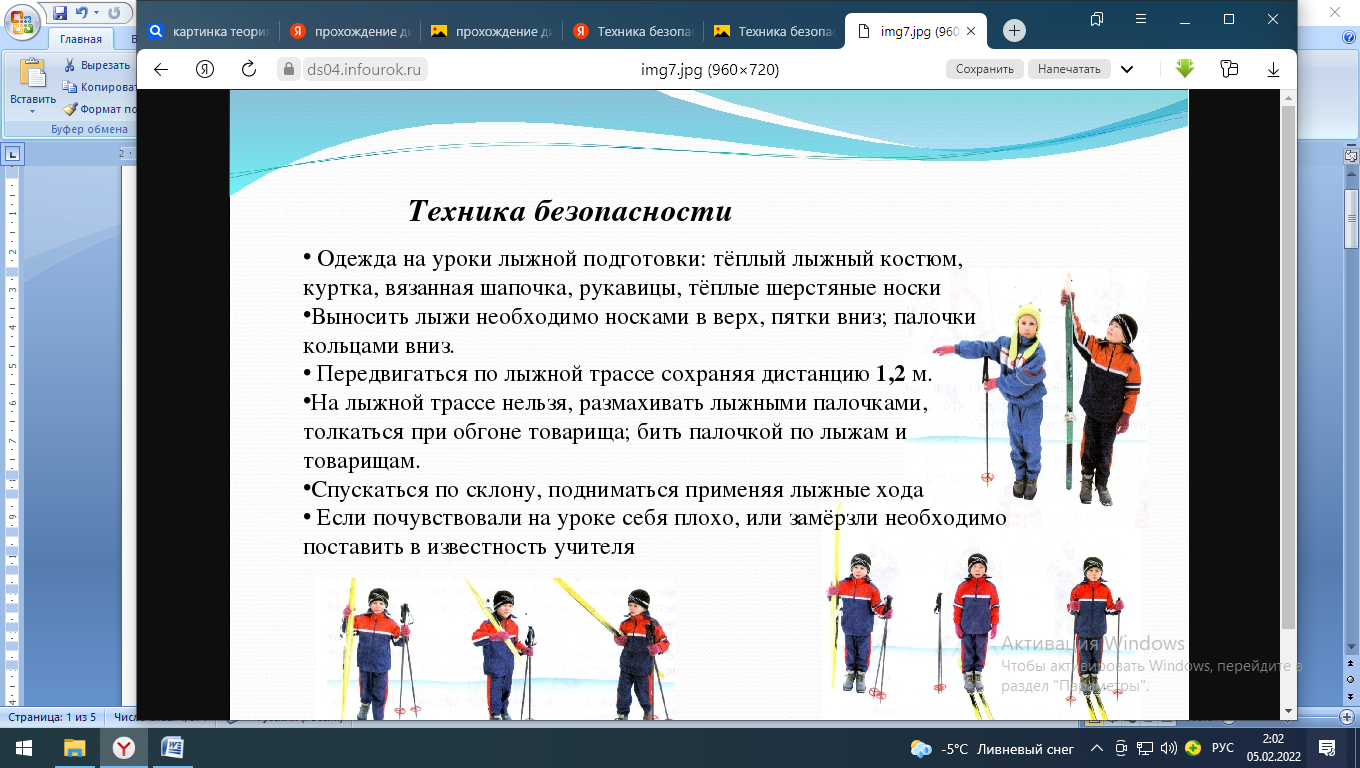 Главная
Вырезать
Копироват
Формат по
Вставить
Буфер обмена
картинка теори
прохождение ди
прохождение ди
Техника безопас
Техника безопас
img7.jpg (960
ds04.infourok.ru
img7.jpg (960×720)
Сохранить
Напечатать
Техника безопасности
• Одежда на уроки лыжной подготовки: тёплый лыжный костюм,
куртка, вязанная шапочка, рукавицы, тёплые шерстяные носки
•Выносить лыжи необходимо носками в верх, пятки вниз; палочки
кольцами вниз.
• Передвигаться по лыжной трассе сохраняя дистанцию 1,2 м.
•На лыжной трассе нельзя, размахивать лыжными палочками,
толкаться при обгоне товарища; бить палочкой по лыжам и
товарищам.
•Спускаться по склону, подниматься применяя лыжные хода
• Если почувствовали на уроке себя плохо, или замёрзли необходимо
поставить в известность учителя
Активация Windows
Чтобы активировать Windows, перейдите в
раздел "Параметры".
Страница: 1 из 5
-5°C Ливневый снег
РУС
2:02
05.02.2022